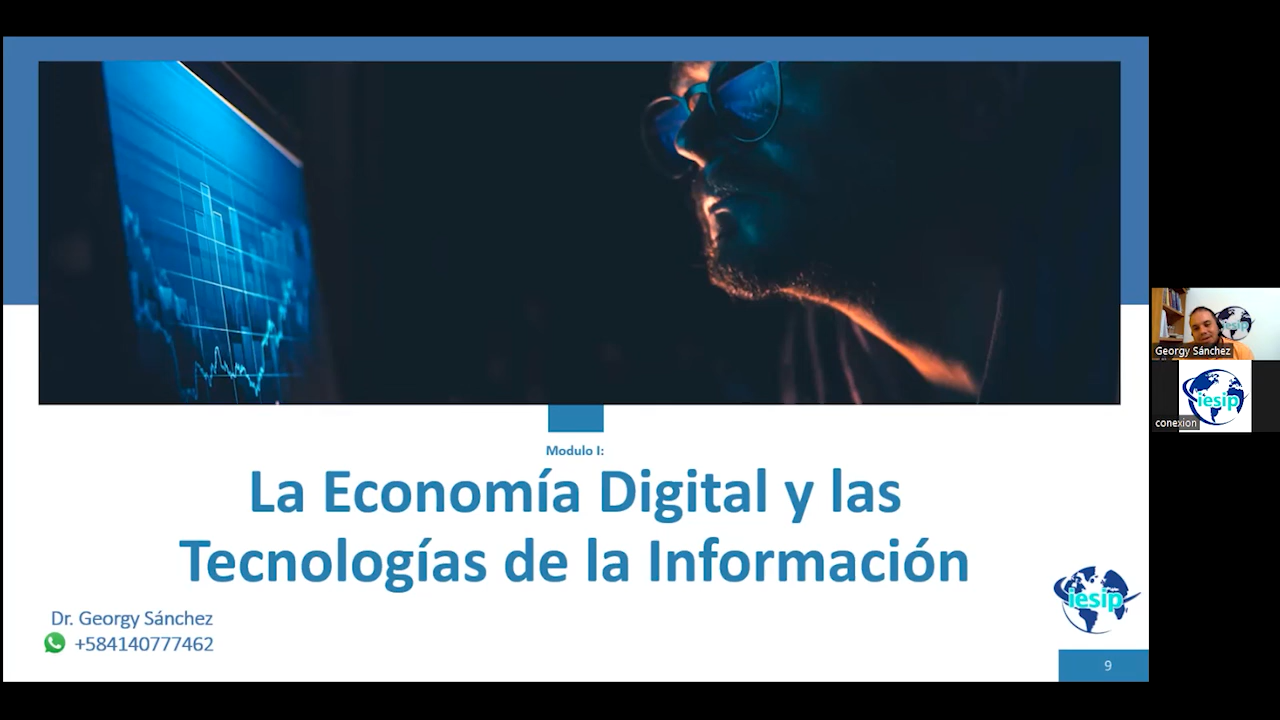 Modulo I:
La Economía Digital y las
Tecnologías de la Información
Dr. Georgy Sánchez
+584140777462
iesip
9
Georgy Sánchez
iesip
conexion